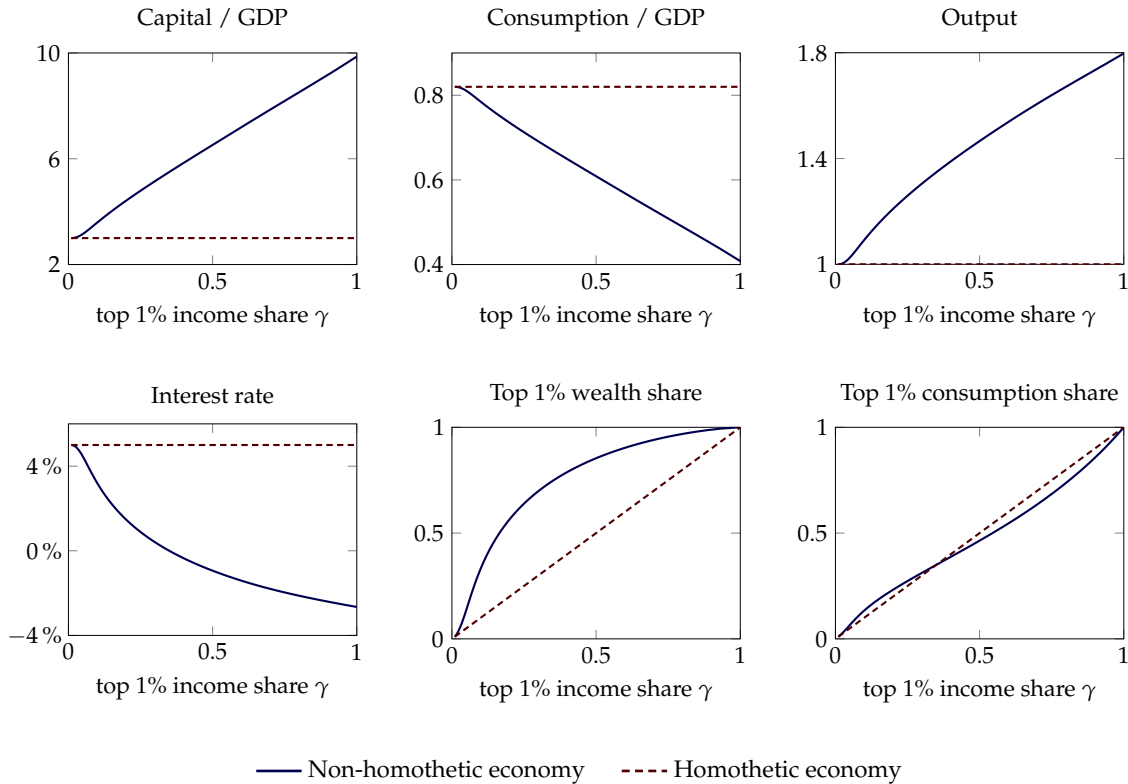 Capital / GDP
10
6
2
0
0.5
1
top 1% income share γ
Consumption / GDP
0.8
0.6
0.4
0
0.5
1
top 1% income share γ
Output
1.8
1.4
1
0
0.5
1
top 1% income share γ
Interest rate
4 %
0 %
−4 %
0
0.5
1
top 1% income share γ
Top 1% wealth share
1
0.5
0
0
0.5
1
top 1% income share γ
Top 1% consumption share
1
0.5
0
0
0.5
1
top 1% income share γ
Non-homothetic economy
Homothetic economy